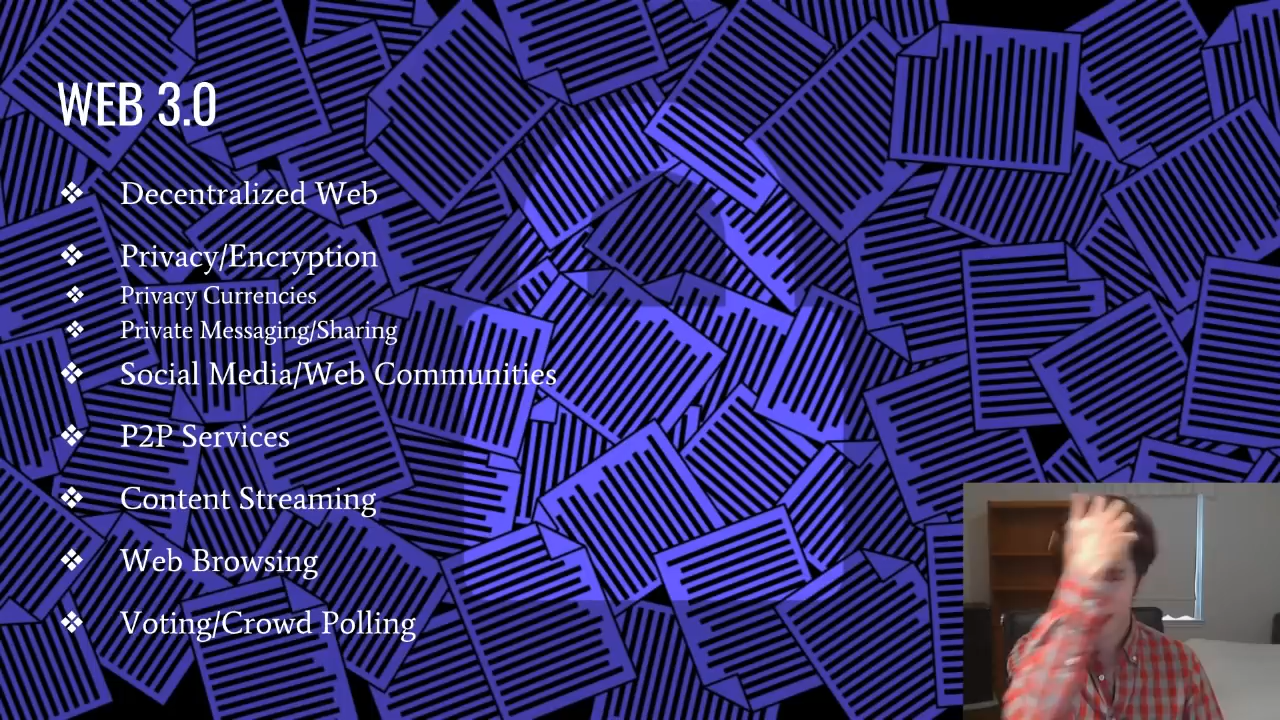 WEB 3.0
Decentralized Web
Privacy/Encryption
Privacy Currencies
Private Messaging/Sharing
Social Media/Web Communities
P2P Services
Content Streaming
Web Browsing
Voting/Crowd Polling